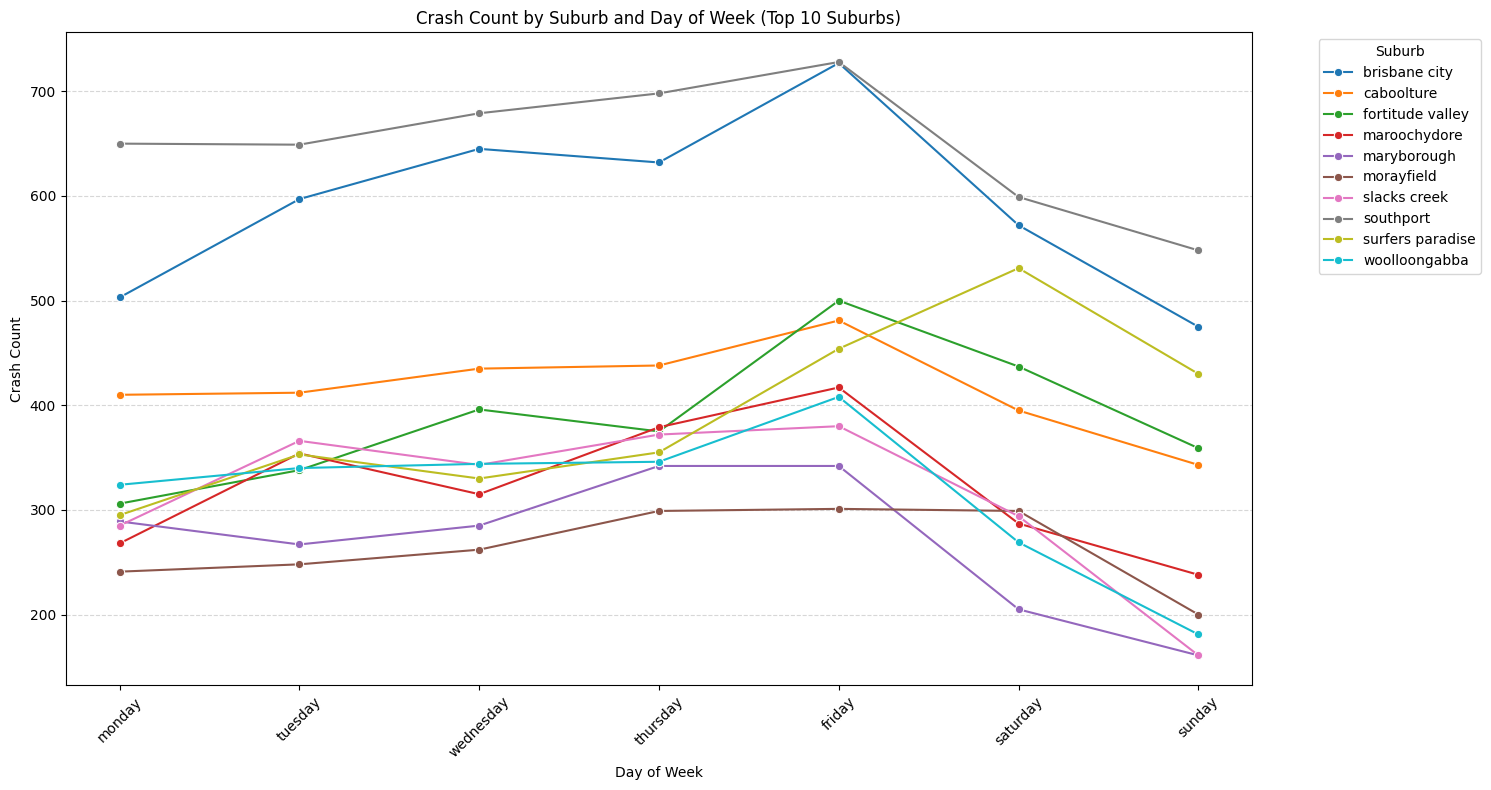 Crash Count by Suburb and Day of Week (Top 10 Suburbs)
Crash Count
700
600
500
400
300
200
monday
tuesday
wednesday
thursday
friday
saturday
sunday
Day of Week
Suburb
brisbane city
caboolture
fortitude valley
maroochydore
maryborough
morayfield
slacks creek
southport
surfers paradise
woolloongabba